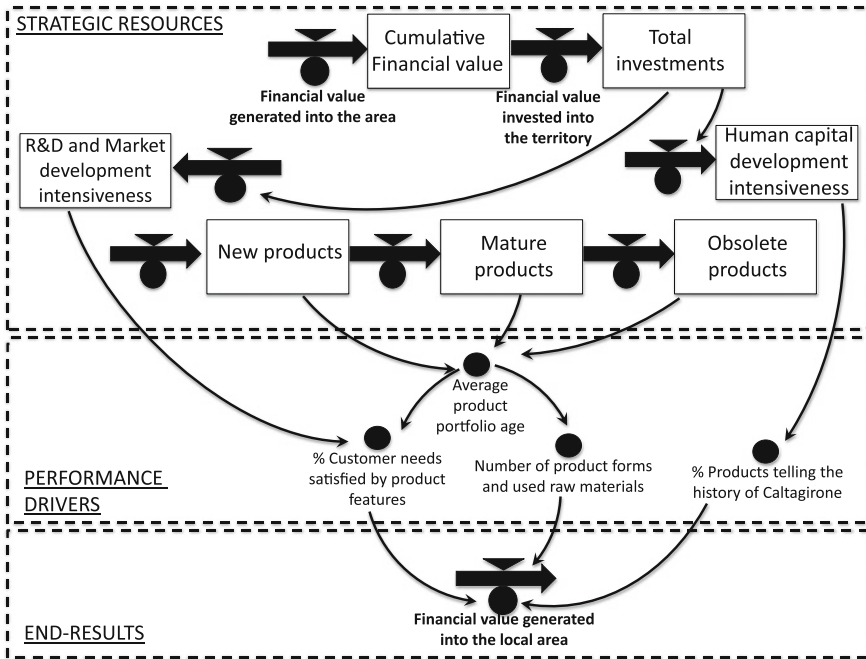 STRATEGIC RESOURCES
Cumulative
Financial value
Total
investments
Financial value
generated into the area
Financial value
invested into
the territory
R&D and Market
development
intensiveness
Human capital
development
intensiveness
New products
Mature
products
Obsolete
products
Average
product
portfolio age
% Customer needs
satisfied by product
features
Number of product forms
and used raw materials
% Products telling the
history of Caltagirone
PERFORMANCE
DRIVERS
Financial value generated
into the local area
END-RESULTS